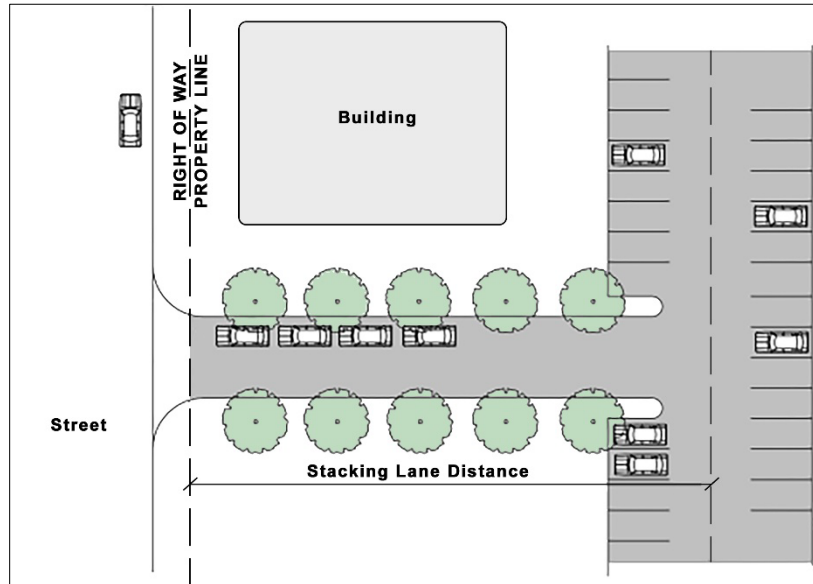 RIGHT OF WAY
PROPERTY LINE
Building
Street
Stacking Lane Distance